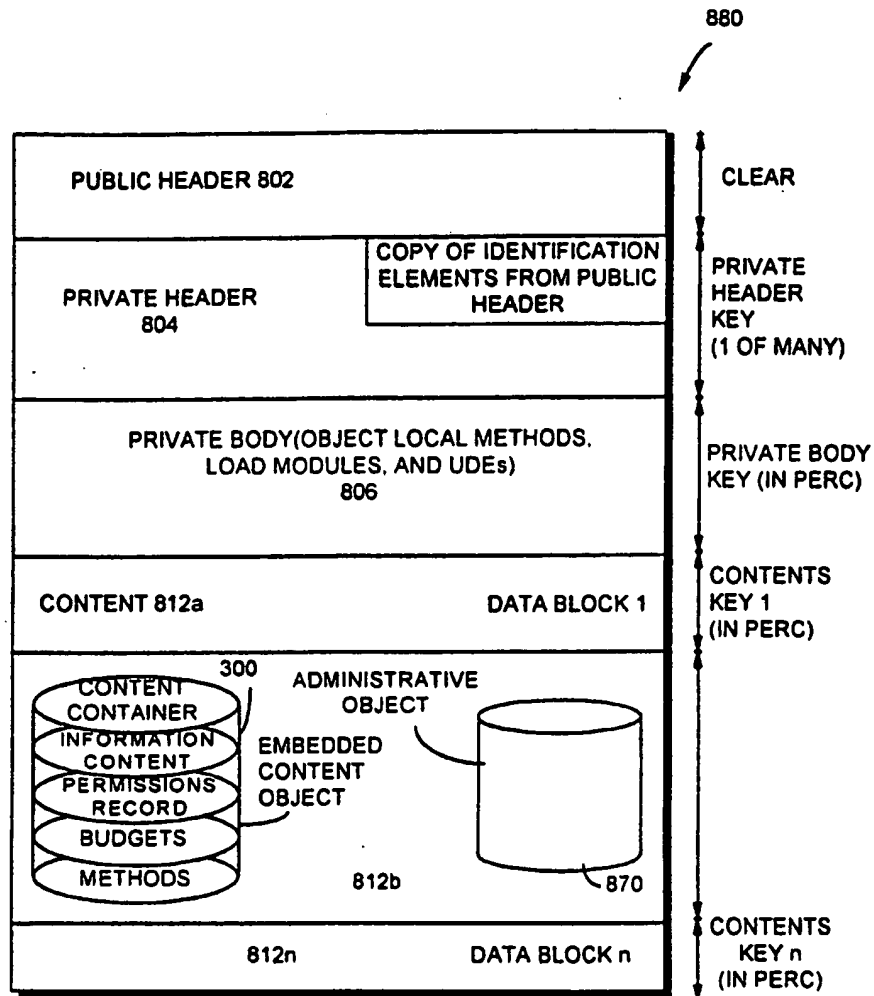 880
PUBLIC HEADER 802
CLEAR
COPY OF IDENTIFICATION
ELEMENTS FROM PUBLIC
HEADER
PRIVATE HEADER
804
PRIVATE
HEADER
KEY
(1 OF MANY)
PRIVATE BODY(OBJECT LOCAL METHODS,
LOAD MODULES, AND UDEs)
806
PRIVATE BODY
KEY (IN PERC)
CONTENT 812a
DATA BLOCK 1
CONTENTS
KEY 1
(IN PERC)
300
CONTENT
CONTAINER
INFORMATION
CONTENT
PERMISSIONS
RECORD
BUDGETS
METHODS
EMBEDDED
CONTENT
OBJECT
ADMINISTRATIVE
OBJECT
812b
870
812n
DATA BLOCK n
CONTENTS
KEY n
(IN PERC)